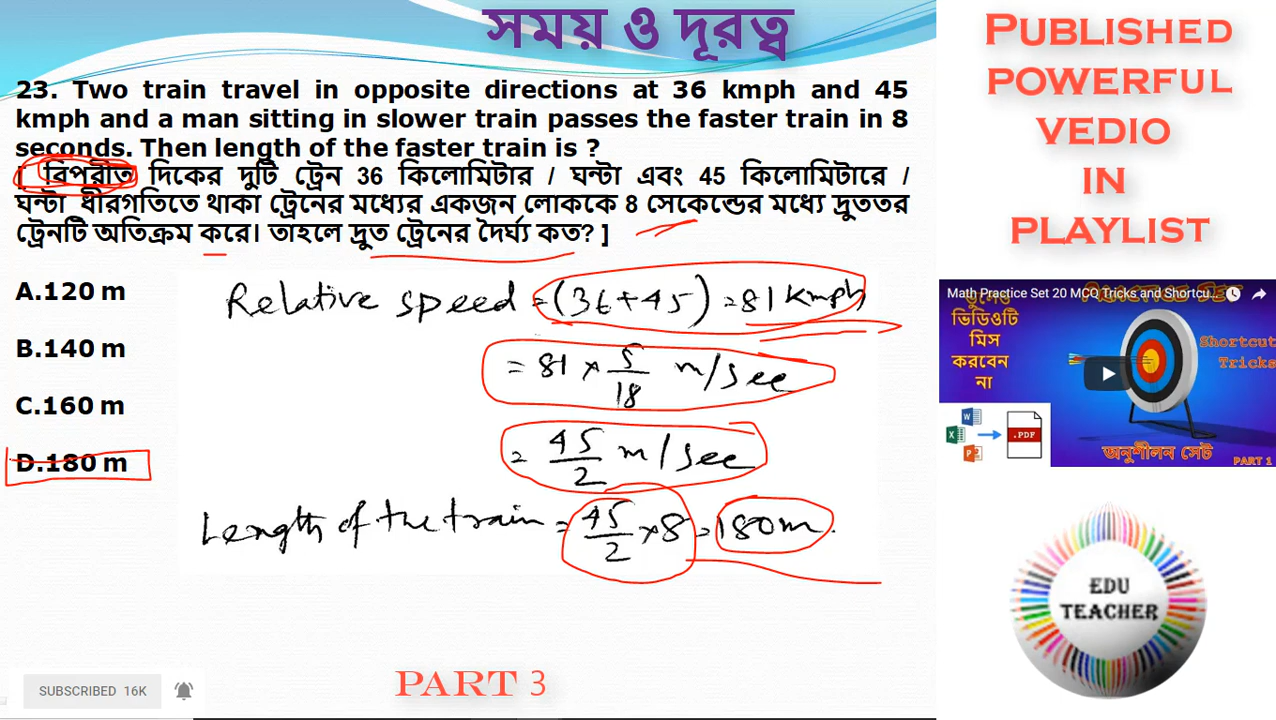 সময় ও দূরত্ব
23. Two train travel in opposite directions at 36 kmph and 45
kmph and a man sitting in slower train passes the faster train in 8
seconds. Then length of the faster train is ?
[ বিপরীত দিকের দুটি ট্রেন 36 কিলোমিটার / ঘন্টা এবং 45 কিলোমিটারে /
ঘন্টা ধীরগতিতে থাকা ট্রেনের মধ্যের একজন লোককে 8 সেকেন্ডের মধ্যে দ্রুততর
ট্রেনটি অতিক্রম করে। তাহলে দ্রুত ট্রেনের দৈর্ঘ্য কত? ]
A.120 m
B.140 m
C.160 m
D.180 m
Relative speed = (36+45) = 81 kmph
= 81 × 5/18 m/sec
= 45/2 m/sec
Length of the train = 45/2 × 8 = 180m.
SUBSCRIBED 16K
PART 3
PUBLISHED
POWERFUL
VEDIO
IN
PLAYLIST
Math Practice Set 20 MCQ Tricks and Shortcu...
ভিডিওটি
মিস
করবেন
না
Shortcut
Tricks
.PDF
অনুশীলন সেট
PART 1
EDU
TEACHER